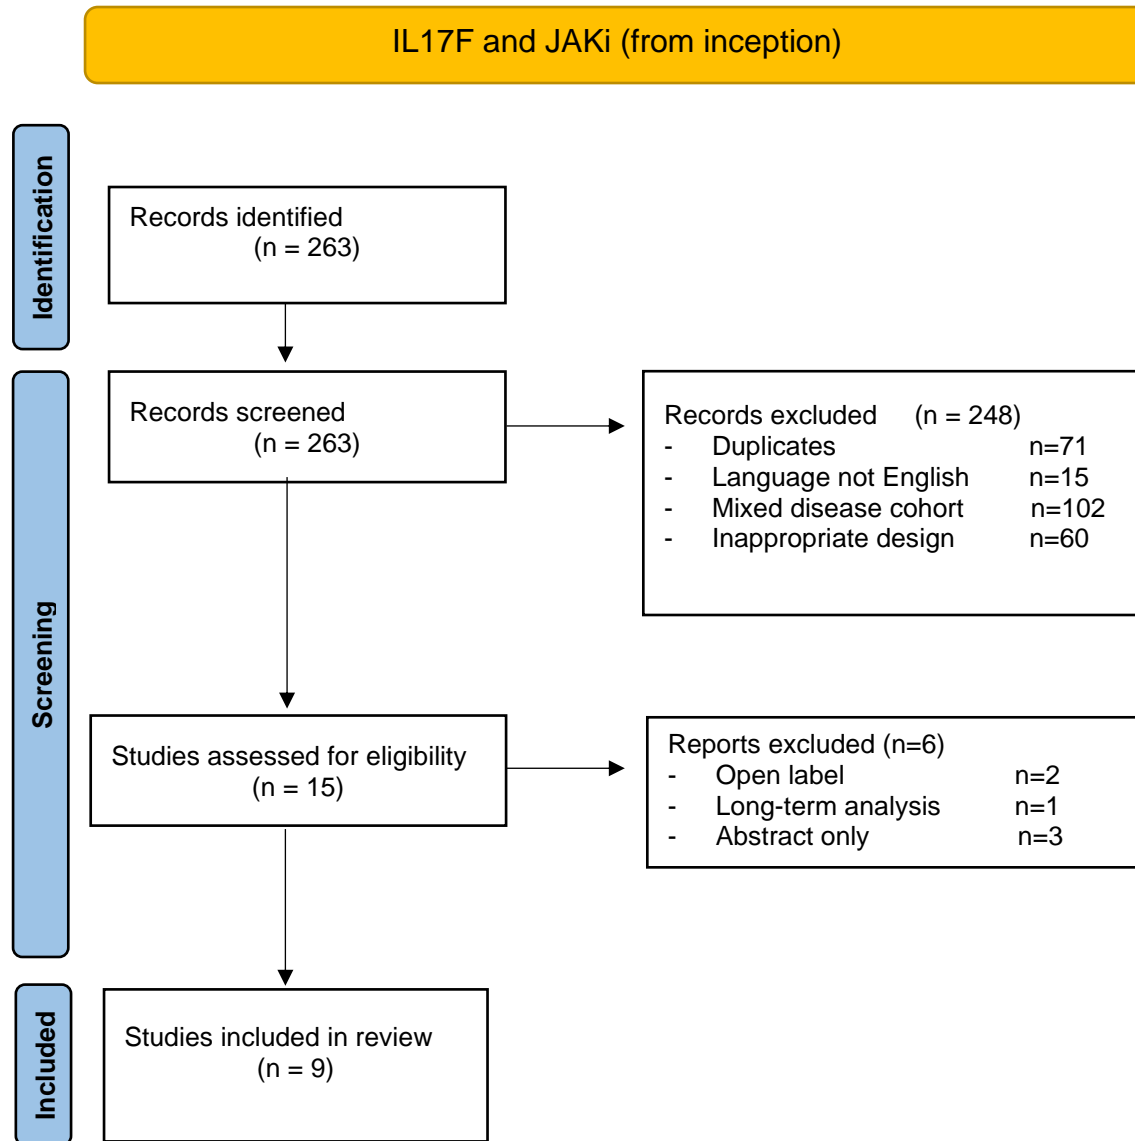 IL17F and JAKi (from inception)
Identification
Records identified
(n = 263)
Screening
Records screened
(n = 263)
Records excluded (n = 248)
- Duplicates n=71
- Language not English n=15
- Mixed disease cohort n=102
- Inappropriate design n=60
Studies assessed for eligibility
(n = 15)
Reports excluded (n=6)
- Open label n=2
- Long-term analysis n=1
- Abstract only n=3
Included
Studies included in review
(n = 9)